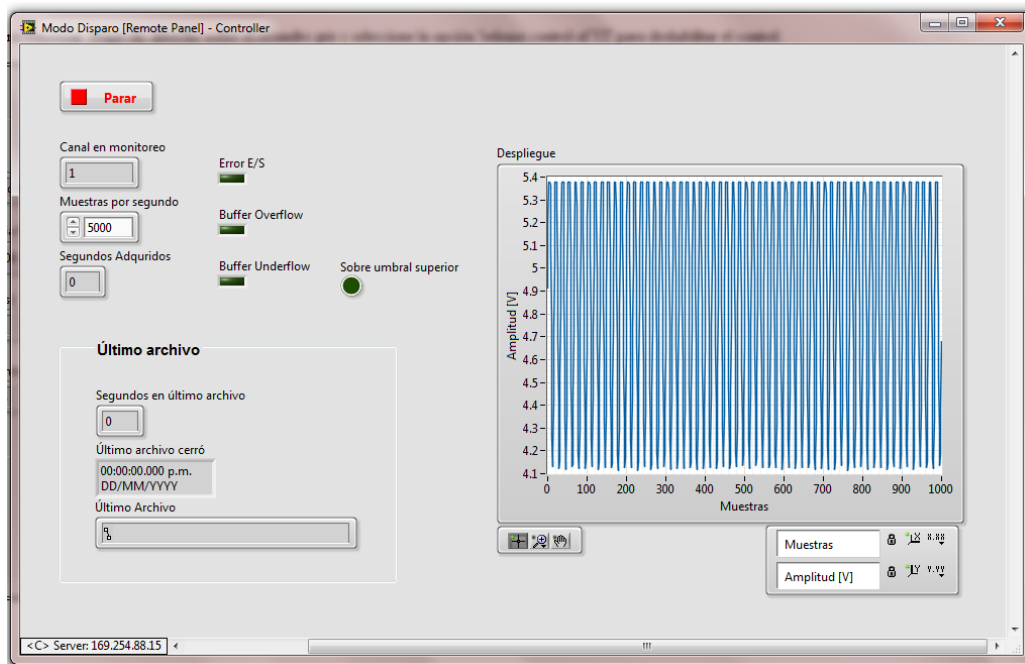 Modo Disparo [Remote Panel] - Controller
Parar
Canal en monitoreo
1
Error E/S
Muestras por segundo
5000
Buffer Overflow
Segundos Adquridos
0
Buffer Underflow
Sobre umbral superior
Último archivo
Segundos en último archivo
0
Último archivo cerró
00:00:00.000 p.m.
DD/MM/YYYY
Último Archivo
Despliegue
Amplitud [V]
5.4
5.3
5.2
5.1
5
4.9
4.8
4.7
4.6
4.5
4.4
4.3
4.2
4.1
0 100 200 300 400 500 600 700 800 900 1000
Muestras
Muestras
X.XX
Amplitud [V]
Y.YY
<C> Server: 169.254.88.15